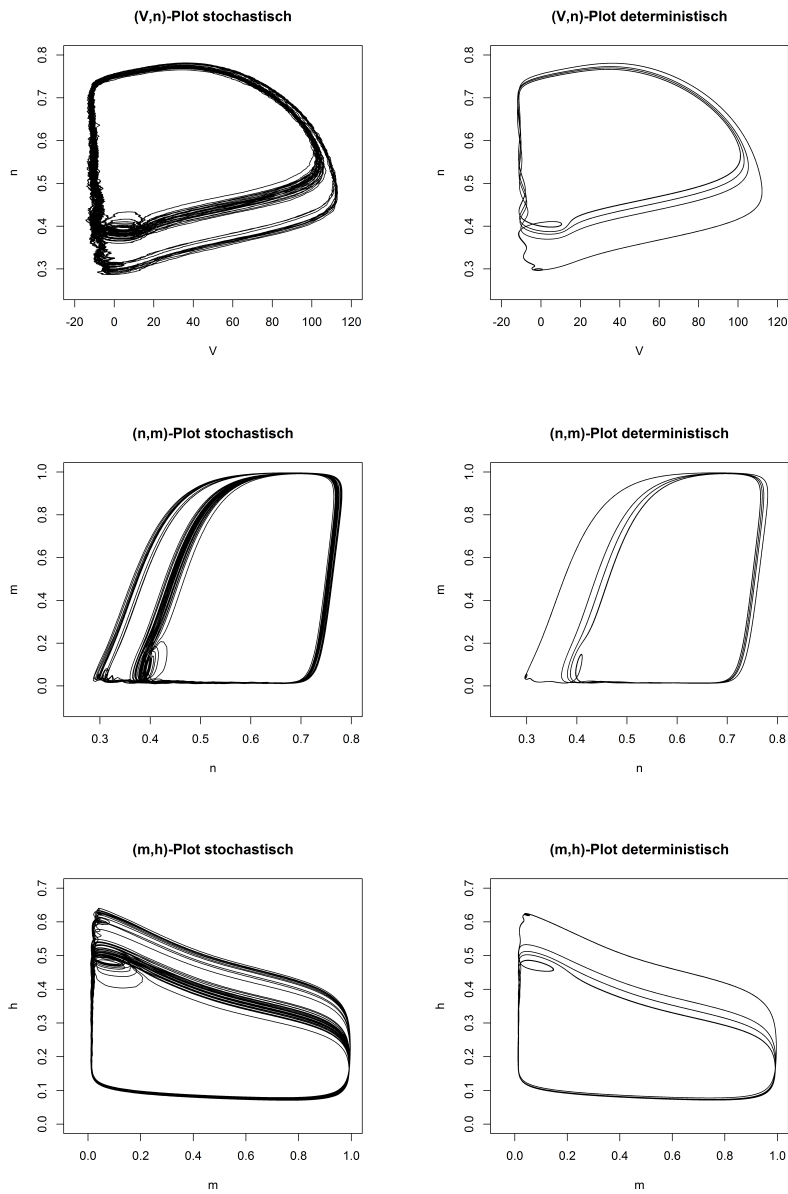 (V,n)-Plot stochastisch
(V,n)-Plot deterministisch
n
0.3 0.4 0.5 0.6 0.7 0.8
-20 0 20 40 60 80 100 120
V
n
0.3 0.4 0.5 0.6 0.7 0.8
-20 0 20 40 60 80 100 120
V
(n,m)-Plot stochastisch
(n,m)-Plot deterministisch
m
0.0 0.2 0.4 0.6 0.8 1.0
0.3 0.4 0.5 0.6 0.7 0.8
n
m
0.0 0.2 0.4 0.6 0.8 1.0
0.3 0.4 0.5 0.6 0.7 0.8
n
(m,h)-Plot stochastisch
(m,h)-Plot deterministisch
h
0.0 0.1 0.2 0.3 0.4 0.5 0.6 0.7
0.0 0.2 0.4 0.6 0.8 1.0
m
h
0.0 0.1 0.2 0.3 0.4 0.5 0.6 0.7
0.0 0.2 0.4 0.6 0.8 1.0
m